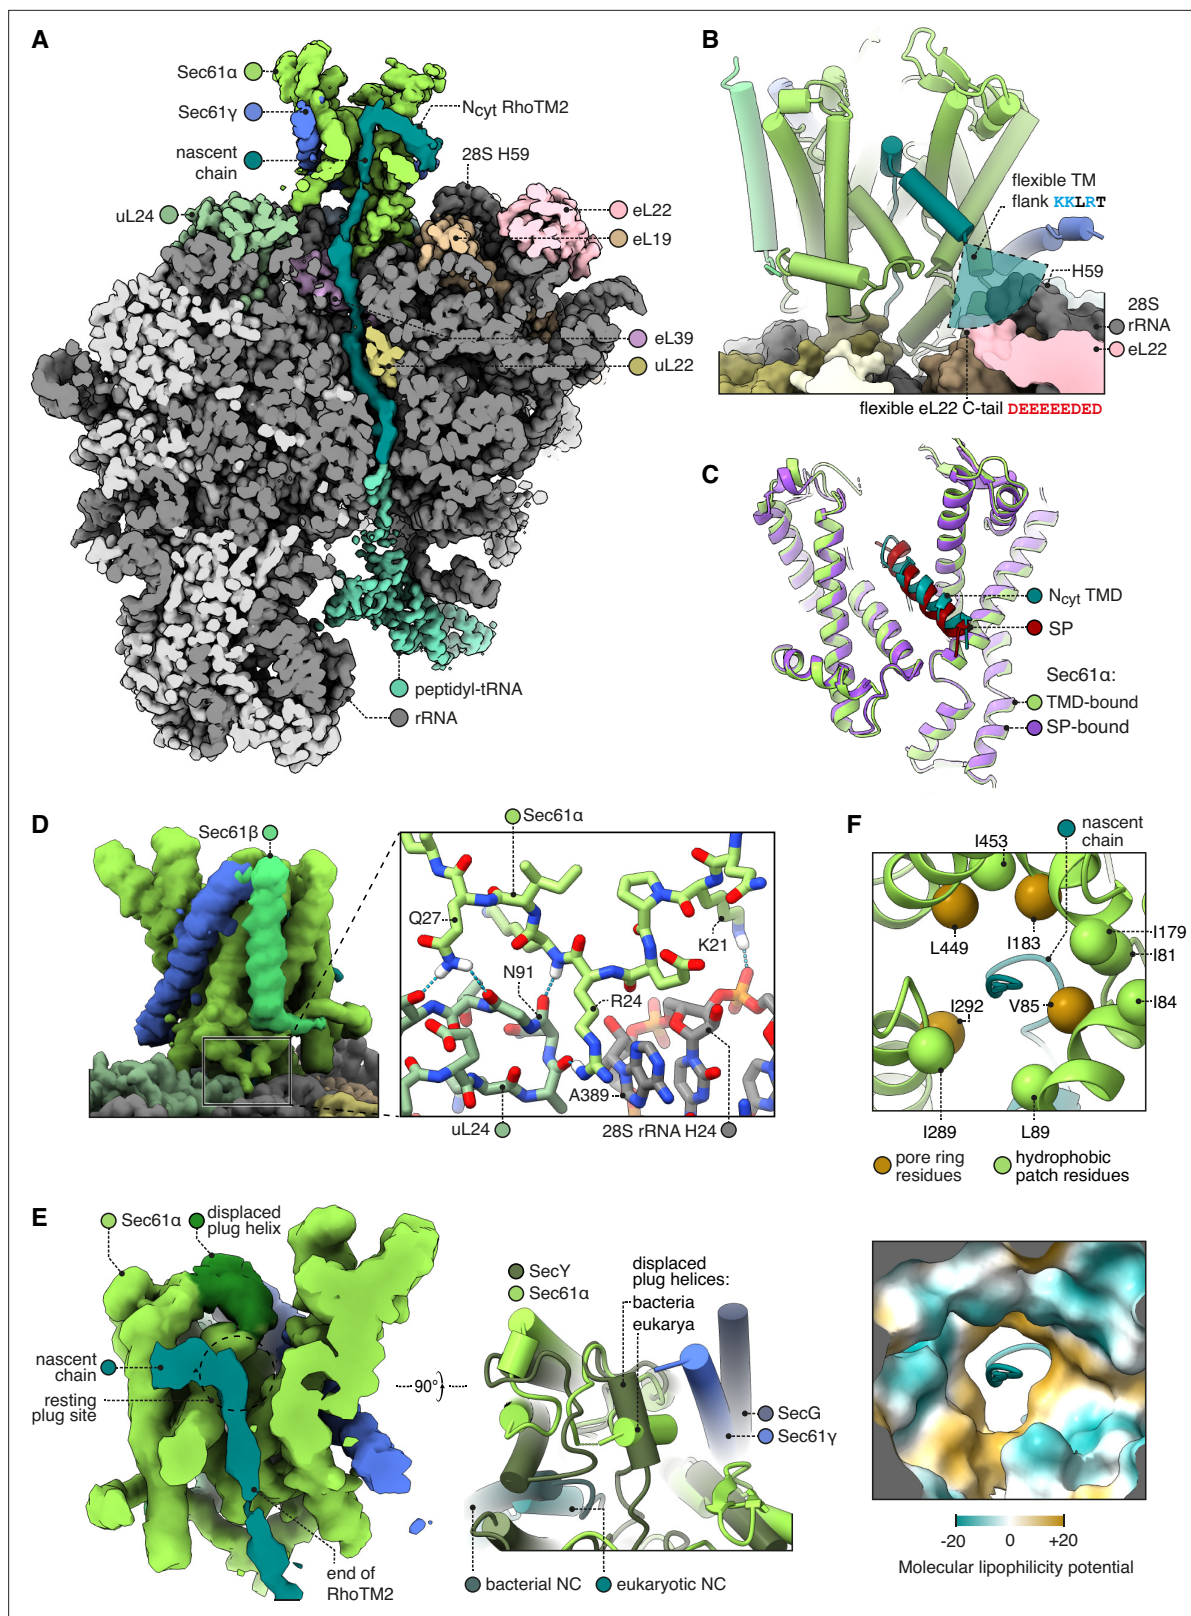 A
Sec61α
Sec61γ
nascent
chain
uL24
Ncyt RhoTM2
28S H59
eL22
eL19
eL39
uL22
peptidyl-tRNA
rRNA
B
flexible TM
flank KKLRT
H59
28S
rRNA
eL22
flexible eL22 C-tail DEEEEEDED
C
Ncyt TMD
SP
Sec61α:
TMD-bound
SP-bound
D
Sec61β
Sec61α
Q27
N91
K21
R24
A389
uL24
28S rRNA H24
F
nascent
chain
I453
L449
I183
I179
I81
I84
V85
I292
I289
L89
pore ring
residues
hydrophobic
patch residues
E
Sec61α
displaced
plug helix
nascent
chain
resting
plug site
end of
RhoTM2
90°
SecY
Sec61α
displaced
plug helices:
bacteria
eukarya
SecG
Sec61γ
bacterial NC
eukaryotic NC
-20
0
+20
Molecular lipophilicity potential